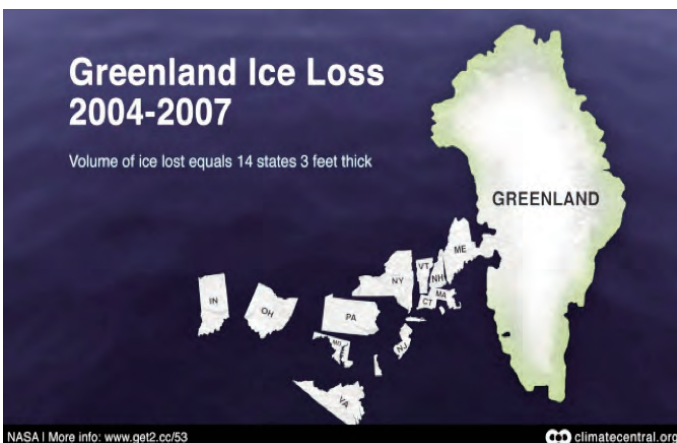 Greenland Ice Loss
2004-2007
Volume of ice lost equals 14 states 3 feet thick
GREENLAND
ME
VT
NH
NY
MA
CT
IN
OH
PA
NJ
MD
VA
NASA | More info: www.get2.cc/53
climatecentral.org